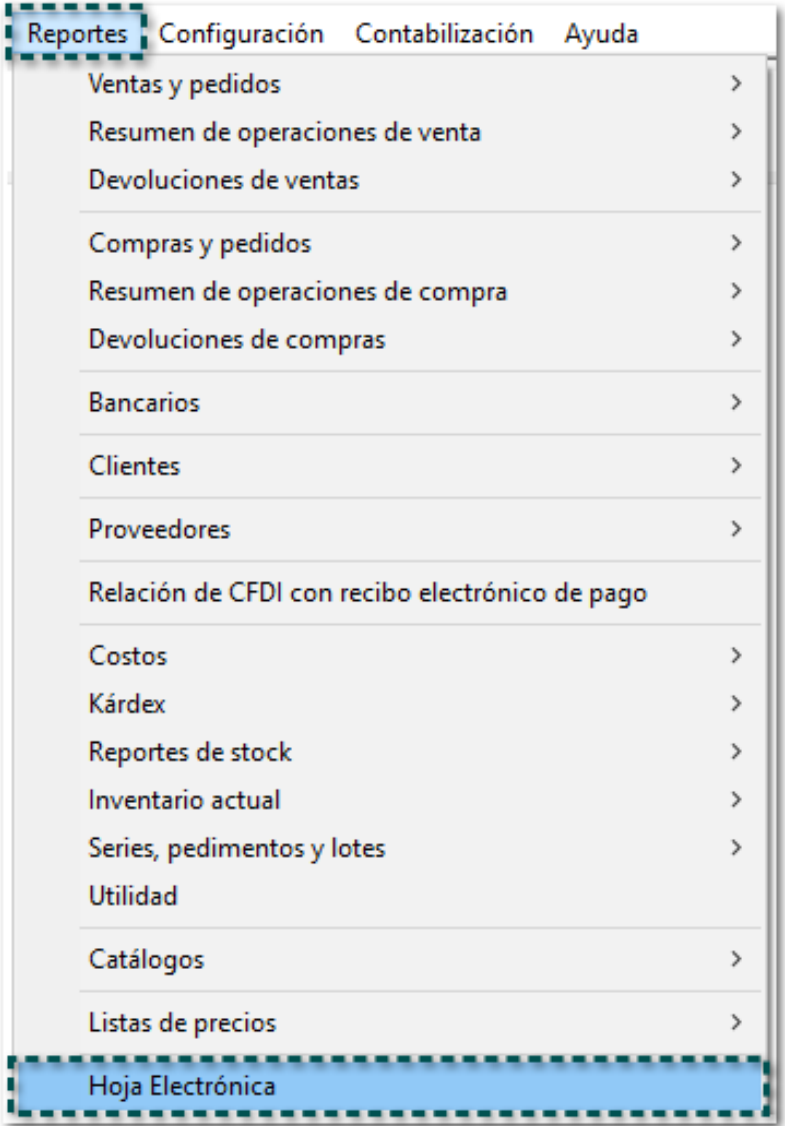 Reportes Configuración Contabilización Ayuda
Ventas y pedidos
Resumen de operaciones de venta
Devoluciones de ventas
Compras y pedidos
Resumen de operaciones de compra
Devoluciones de compras
Bancarios
Clientes
Proveedores
Relación de CFDI con recibo electrónico de pago
Costos
Kárdex
Reportes de stock
Inventario actual
Series, pedimentos y lotes
Utilidad
Catálogos
Listas de precios
Hoja Electrónica